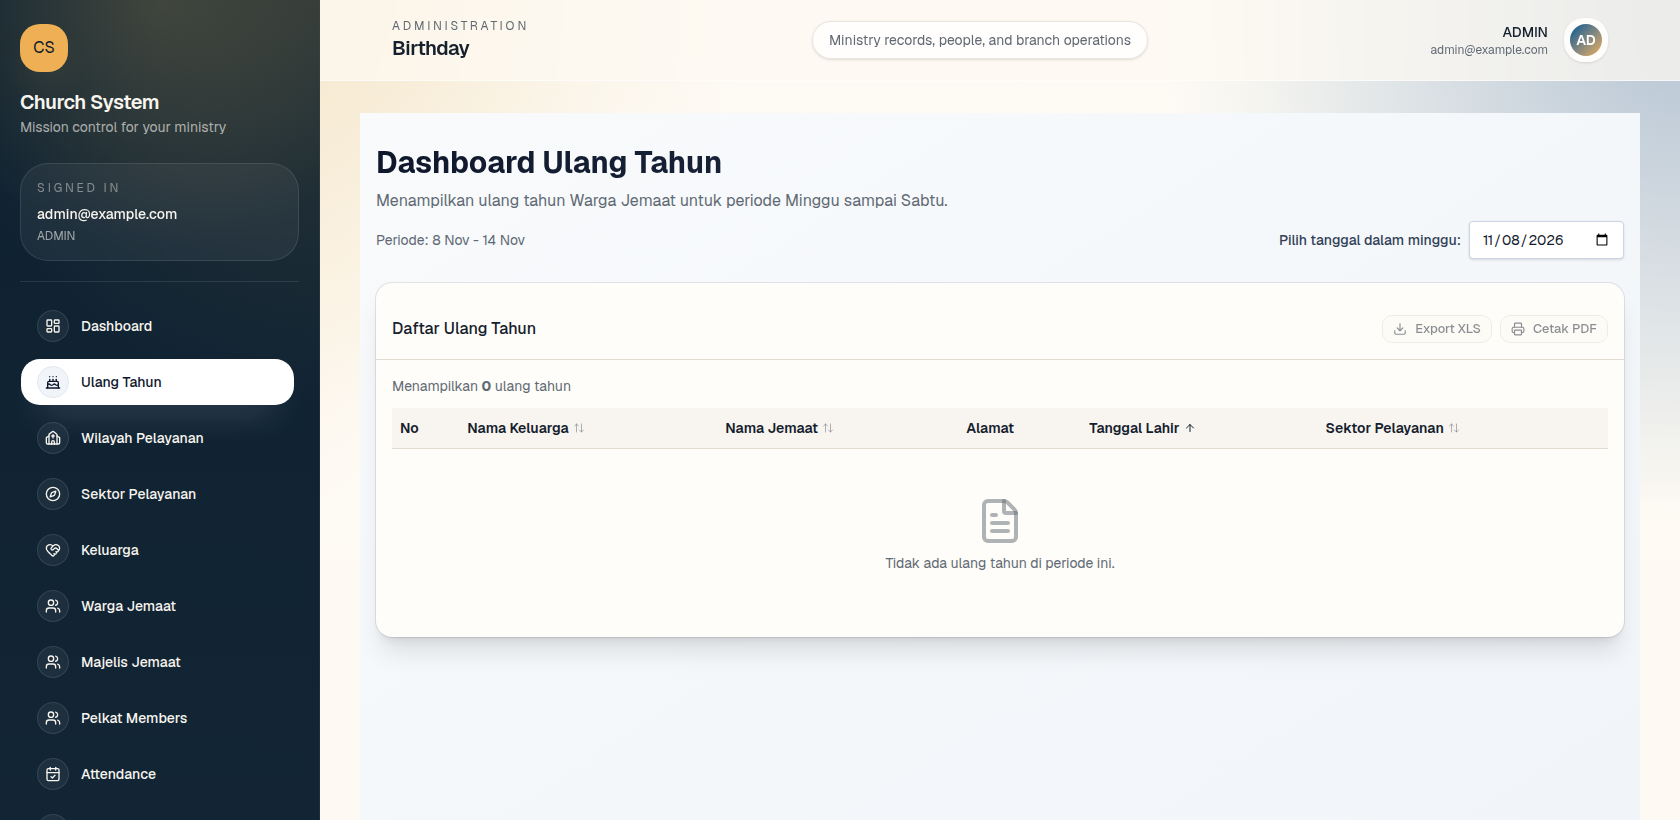 CS
Church System
Mission control for your ministry
SIGNED IN
admin@example.com
ADMIN
Dashboard
Ulang Tahun
Wilayah Pelayanan
Sektor Pelayanan
Keluarga
Warga Jemaat
Majelis Jemaat
Pelkat Members
Attendance
ADMINISTRATION
Birthday
Ministry records, people, and branch operations
ADMIN
admin@example.com
AD
Dashboard Ulang Tahun
Menampilkan ulang tahun Warga Jemaat untuk periode Minggu sampai Sabtu.
Periode: 8 Nov - 14 Nov
Pilih tanggal dalam minggu: 11/08/2026
Daftar Ulang Tahun
Export XLS
Cetak PDF
Menampilkan 0 ulang tahun
No Nama Keluarga Nama Jemaat Alamat Tanggal Lahir Sektor Pelayanan
Tidak ada ulang tahun di periode ini.